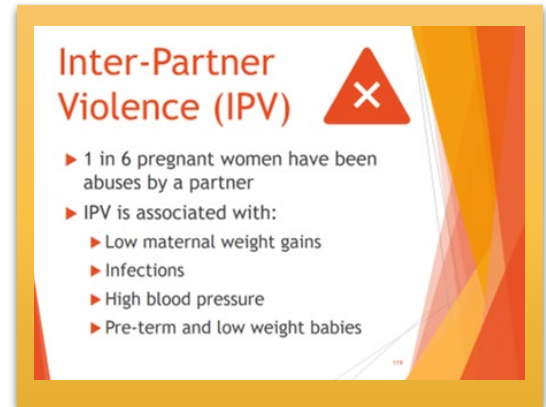 Inter-Partner
Violence (IPV)
1 in 6 pregnant women have been
abuses by a partner
IPV is associated with:
Low maternal weight gains
Infections
High blood pressure
Pre-term and low weight babies